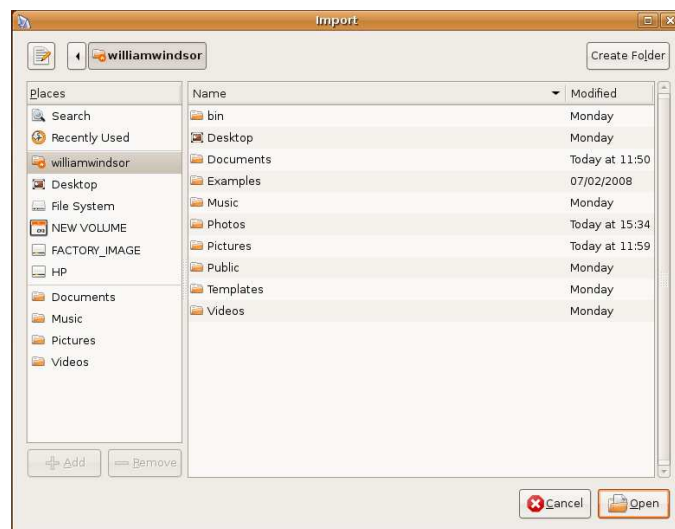 Import
williamwindsor
Create Folder
Places
Search
Recently Used
williamwindsor
Desktop
File System
NEW VOLUME
FACTORY_IMAGE
HP
Documents
Music
Pictures
Videos
Add
Remove
Name Modified
bin Monday
Desktop Monday
Documents Today at 11:50
Examples 07/02/2008
Music Monday
Photos Today at 15:34
Pictures Today at 11:59
Public Monday
Templates Monday
Videos Monday
Cancel
Open